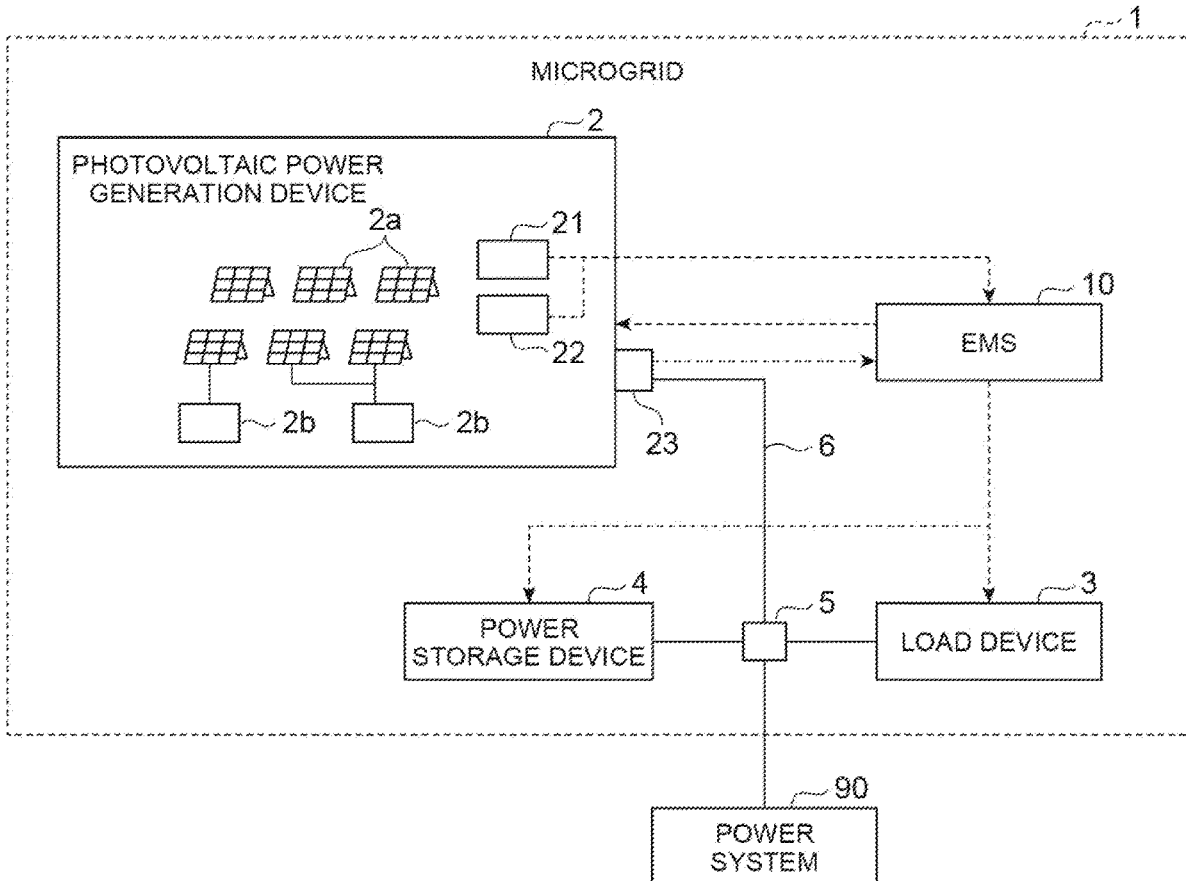 1
MICROGRID
2
PHOTOVOLTAIC POWER
GENERATION DEVICE
2a
21
22
10
EMS
2b
2b
23
6
4
POWER
STORAGE DEVICE
5
3
LOAD DEVICE
90
POWER
SYSTEM